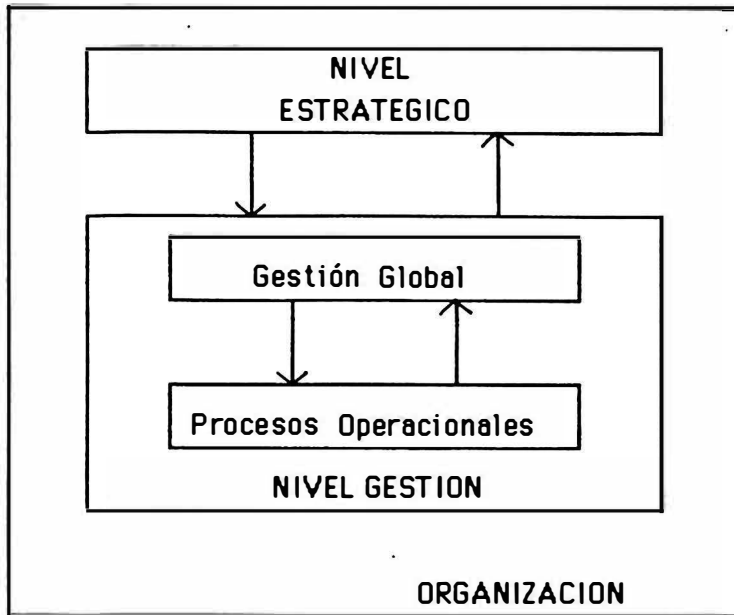 NIVEL
ESTRATEGICO
Gestión Global
Procesos Operacionales
NIVEL GESTION
ORGANIZACION